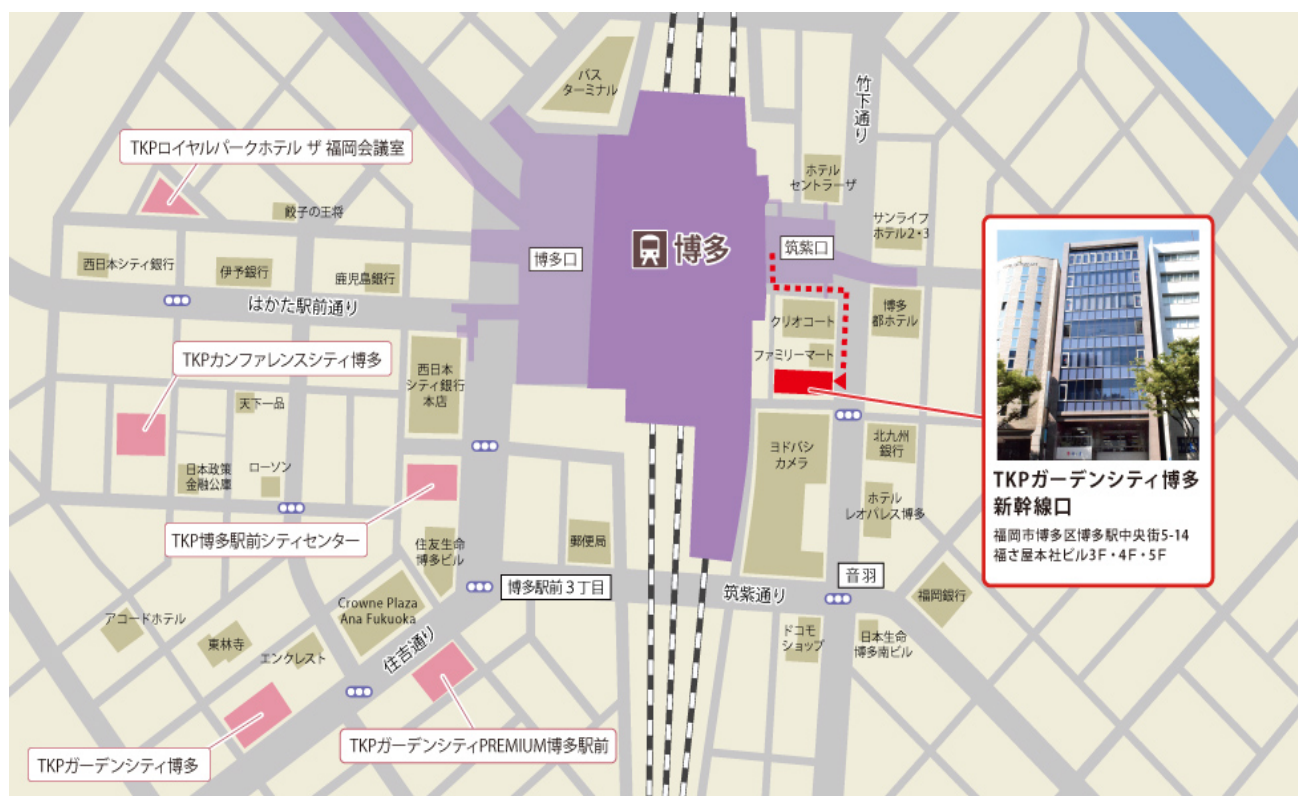 バス
ターミナル
竹下通り
TKPロイヤルパークホテル ザ 福岡会議室
ホテル
セントラーザ
餃子の王将
サンライフ
ホテル2・3
博多
筑紫口
博多口
西日本シティ銀行
伊予銀行
鹿児島銀行
はかた駅前通り
博多
都ホテル
クリオコート
ファミリーマート
TKPカンファレンスシティ博多
西日本
シティ銀行
本店
天下一品
ヨドバシ
カメラ
北九州
銀行
日本政策
金融公庫
ローソン
ホテル
レオパレス博多
TKPガーデンシティ博多
新幹線口
福岡市博多区博多駅中央街5-14
福さ屋本社ビル3F・4F・5F
TKP博多駅前シティセンター
住友生命
博多ビル
郵便局
博多駅前3丁目
筑紫通り
音羽
福岡銀行
Crowne Plaza
Ana Fukuoka
アコードホテル
東林寺
エンクレスト
住吉通り
ドコモ
ショップ
日本生命
博多南ビル
TKPガーデンシティPREMIUM博多駅前
TKPガーデンシティ博多